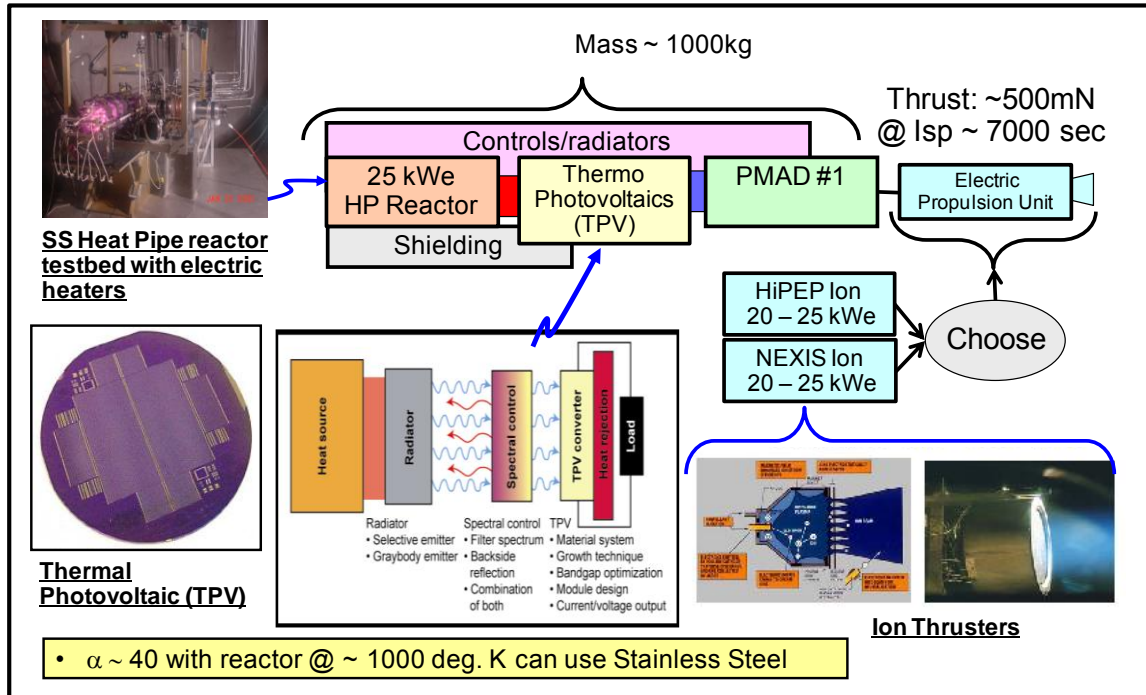 Mass ~ 1000kg
Thrust: ~500mN
@ Isp ~ 7000 sec
Controls/radiators
25 kWe
HP Reactor
Thermo
Photovoltaics
(TPV)
PMAD #1
Electric
Propulsion Unit
Shielding
SS Heat Pipe reactor
testbed with electric
heaters
HiPEP Ion
20 – 25 kWe
NEXIS Ion
20 – 25 kWe
Choose
Heat source
Radiator
Spectral control
TPV converter
Heat rejection
Load
Radiator
• Selective emitter
• Graybody emitter
Spectral control
• Filter spectrum
• Backside
reflection
• Combination
of both
TPV
• Material system
• Growth technique
• Bandgap optimization
• Module design
• Current/voltage output
Thermal
Photovoltaic (TPV)
Ion Thrusters
• α ~ 40 with reactor @ ~ 1000 deg. K can use Stainless Steel